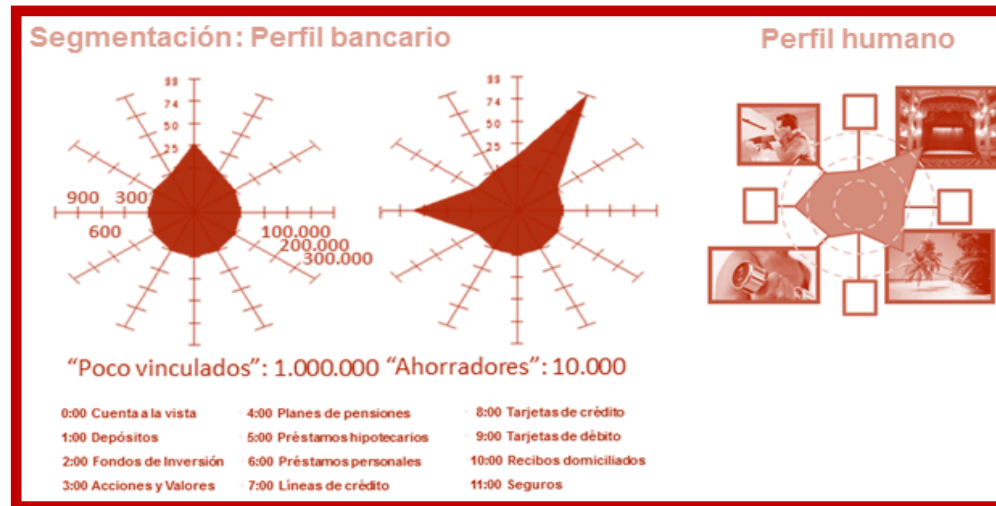 Segmentación: Perfil bancario
Perfil humano
99
74
50
25
900
300
600
100.000
200.000
300.000
99
74
50
25
“Poco vinculados”: 1.000.000
“Ahorradores”: 10.000
0:00 Cuenta a la vista
1:00 Depósitos
2:00 Fondos de Inversión
3:00 Acciones y Valores
4:00 Planes de pensiones
5:00 Préstamos hipotecarios
6:00 Préstamos personales
7:00 Líneas de crédito
8:00 Tarjetas de crédito
9:00 Tarjetas de débito
10:00 Recibos domiciliados
11:00 Seguros